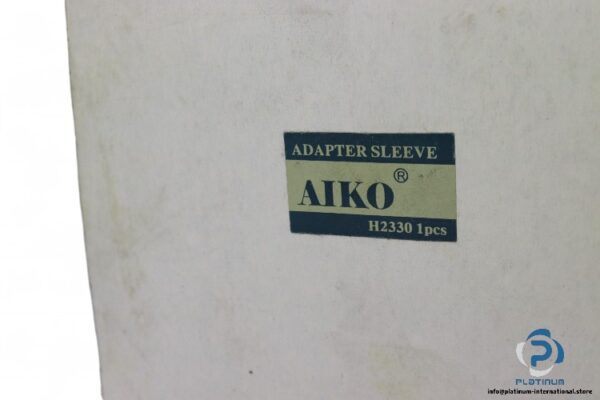 ADAPTER SLEEVE
AIKO®
H2330 1pcs
PLATINUM
info@platinum-international.store